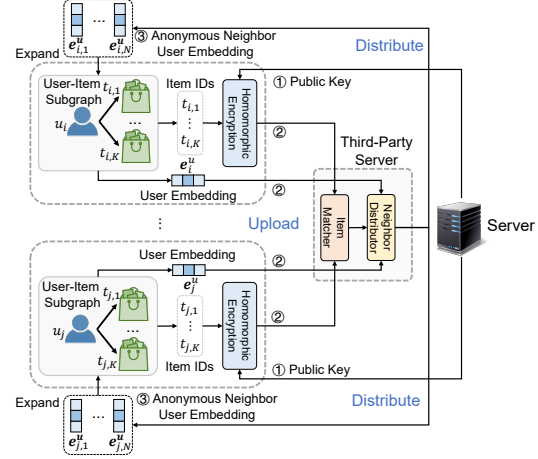 e^u_{i,1} ... e^u_{i,N}
③ Anonymous Neighbor
User Embedding
Distribute
Expand
User-Item
Subgraph
t_{i,1}
u_i
...
t_{i,K}
Item IDs
t_{i,1}
⋮
t_{i,K}
Homomorphic
Encryption
① Public Key
②
e^u_i
User Embedding
②
Third-Party
Server
Item
Matcher
Neighbor
Distributor
Server
⋮
Upload
User Embedding
e^u_j
②
User-Item
Subgraph
t_{j,1}
u_j
...
t_{j,K}
t_{j,1}
⋮
t_{j,K}
Item IDs
Homomorphic
Encryption
②
① Public Key
Expand
③ Anonymous Neighbor
User Embedding
Distribute
...
e^u_{j,1} e^u_{j,N}